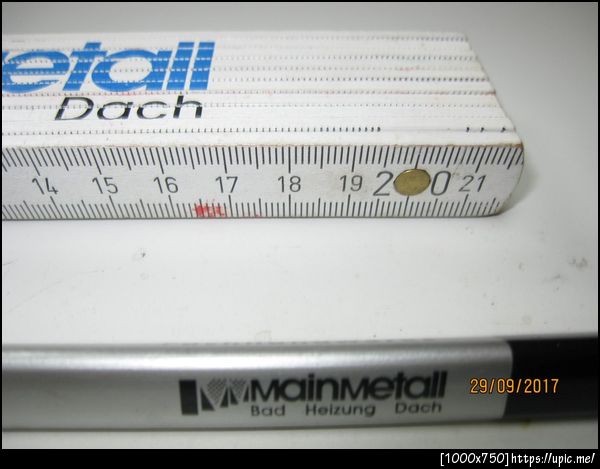 etall
Dach
14 15 16 17 18 19 20 21
MainMetall
Bad Heizung Dach
29/09/2017
[1000x750]https://upic.me/